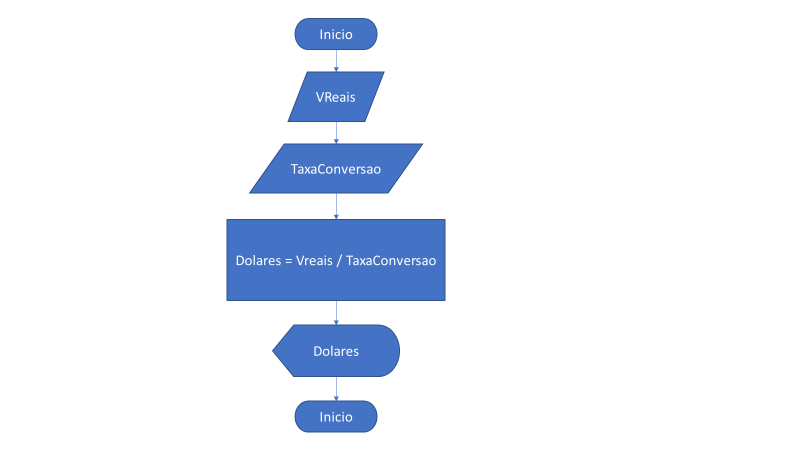 Inicio
VReais
TaxaConversao
Dolares = Vreais / TaxaConversao
Dolares
Inicio